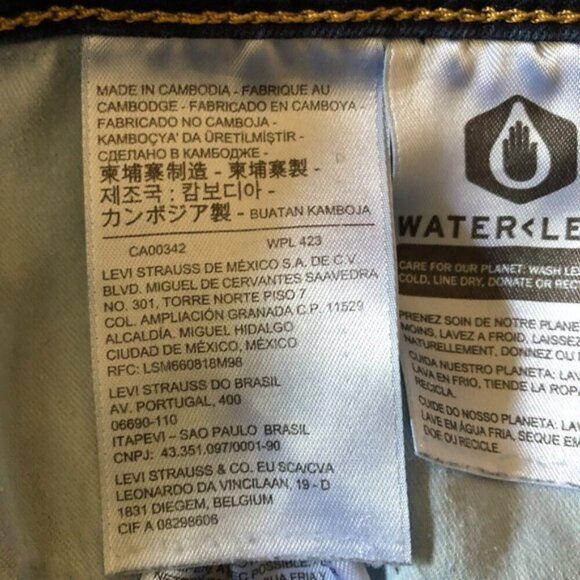 MADE IN CAMBODIA - FABRIQUE AU
CAMBODGE - FABRICADO EN CAMBOYA -
FABRICADO NO CAMBOJA -
KAMBOÇYA' DA ÜRETİLMİŞTİR -
СДЕЛАНО В КАМБОДЖЕ -
柬埔寨制造 - 柬埔寨製 -
제조국 : 캄보디아 -
カンボジア製 - BUATAN KAMBOJA
CA00342 WPL 423
LEVI STRAUSS DE MÉXICO S.A. DE C.V.
BLVD. MIGUEL DE CERVANTES SAAVEDRA
NO. 301, TORRE NORTE PISO 7
COL. AMPLIACIÓN GRANADA C.P. 11529
ALCALDÍA. MIGUEL HIDALGO
CIUDAD DE MÉXICO, MÉXICO
RFC: LSM660818M98
LEVI STRAUSS DO BRASIL
AV. PORTUGAL, 400
06690-110
ITAPEVI - SAO PAULO BRASIL
CNPJ: 43.351.097/0001-90
LEVI STRAUSS & CO. EU SCA/CVA
LEONARDO DA VINCILAAN, 19 - D
1831 DIEGEM, BELGIUM
CIF A 08298606
WATER<LE
CARE FOR OUR PLANET: WASH LE
COLD, LINE DRY, DONATE OR REC
PRENEZ SOIN DE NOTRE PLANE
MOINS, LAVEZ A FROID, LAISSEZ
NATURELLEMENT, DONNEZ OU
CUIDA NUESTRO PLANETA: LAV
LAVA EN FRIO, TIENDE LA ROPA
RECICLA.
CUIDE DO NOSSO PLANETA: LAV
LAVE EM ÁGUA FRIA, SEQUE EM
DOE OU RECICLE.
POSSIBLE,
FRIA Y